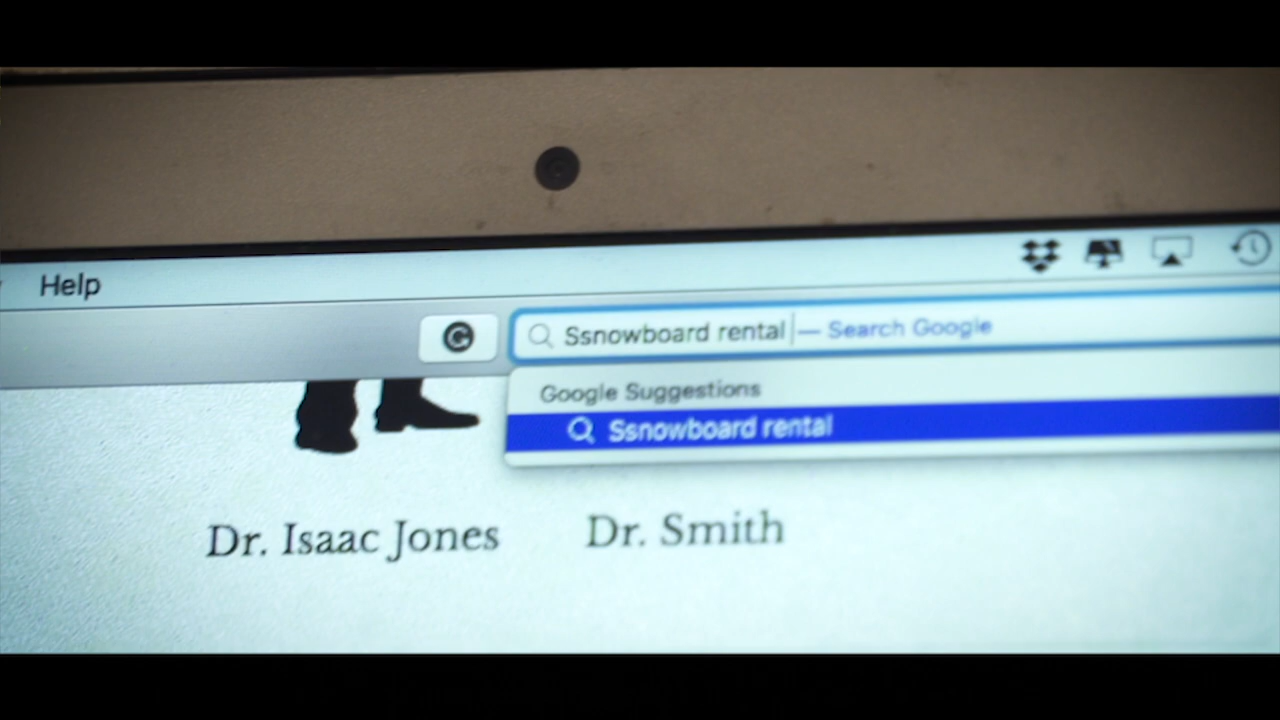 Help
Ssnowboard rental — Search Google
Google Suggestions
Ssnowboard rental
Dr. Isaac Jones
Dr. Smith